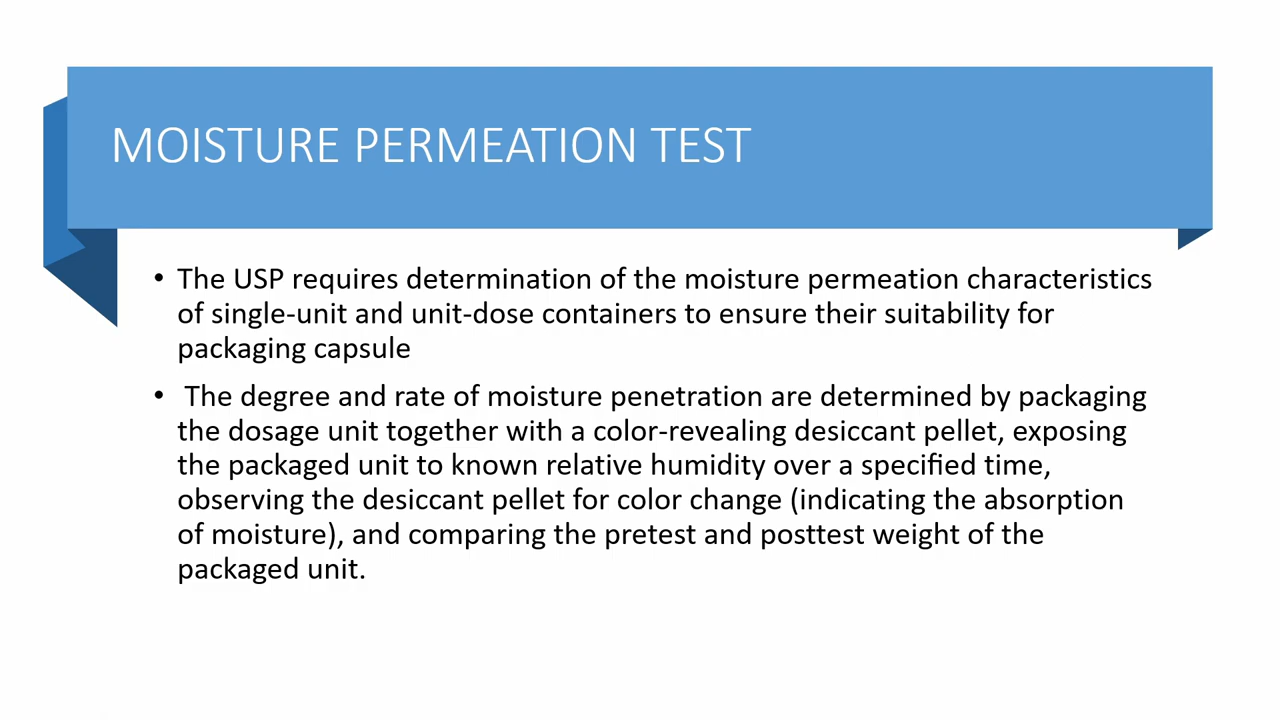 MOISTURE PERMEATION TEST
• The USP requires determination of the moisture permeation characteristics
of single-unit and unit-dose containers to ensure their suitability for
packaging capsule
• The degree and rate of moisture penetration are determined by packaging
the dosage unit together with a color-revealing desiccant pellet, exposing
the packaged unit to known relative humidity over a specified time,
observing the desiccant pellet for color change (indicating the absorption
of moisture), and comparing the pretest and posttest weight of the
packaged unit.